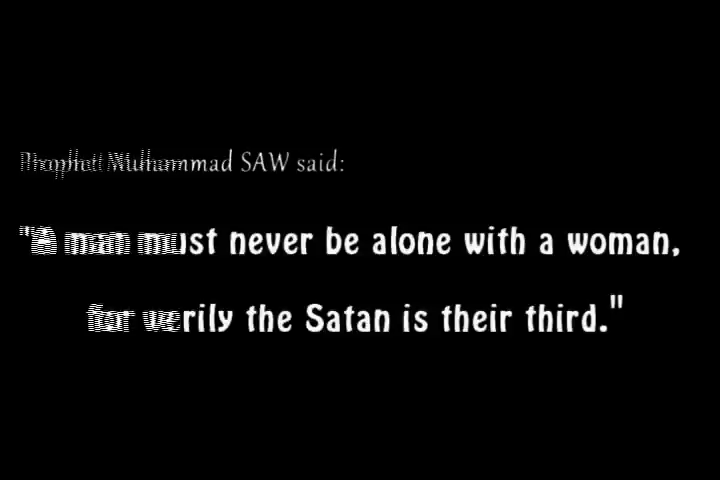 Prophet Muhammad SAW said:
"A man must never be alone with a woman,
for verily the Satan is their third."